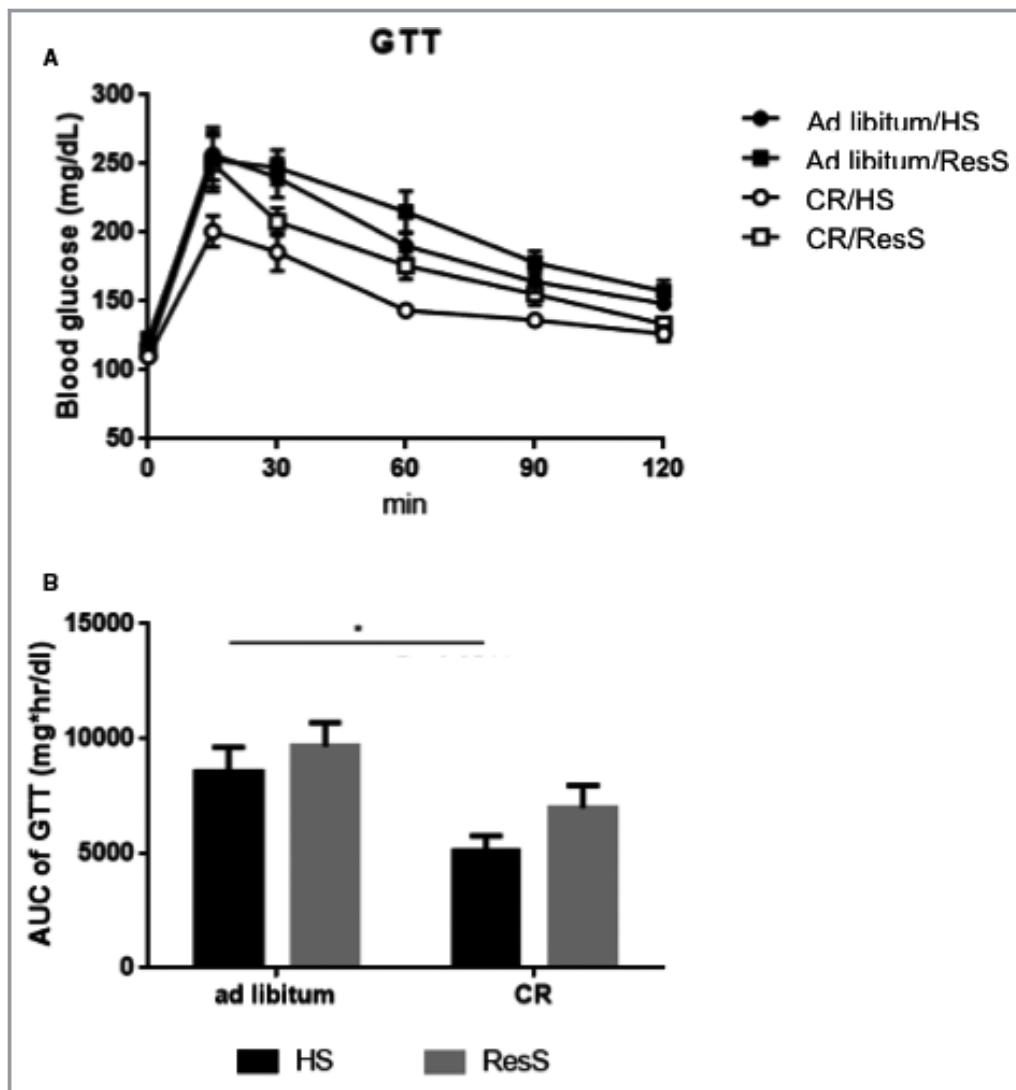 A
GTT
300
250
200
150
100
50
Blood glucose (mg/dL)
0 30 60 90 120
min
Ad libitum/HS
Ad libitum/ResS
CR/HS
CR/ResS
B
15000
10000
5000
0
AUC of GTT (mg*hr/dl)
*
ad libitum CR
HS ResS